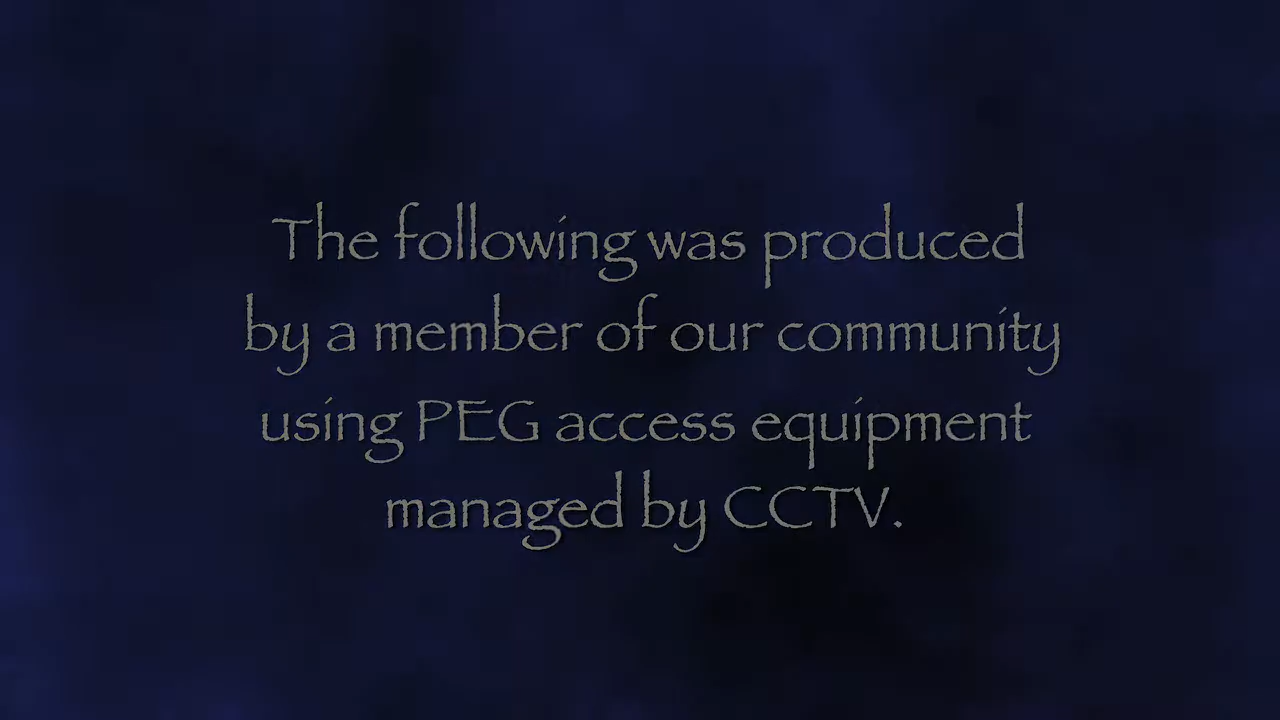 The following was produced
by a member of our community
using PEG access equipment
managed by CCTV.